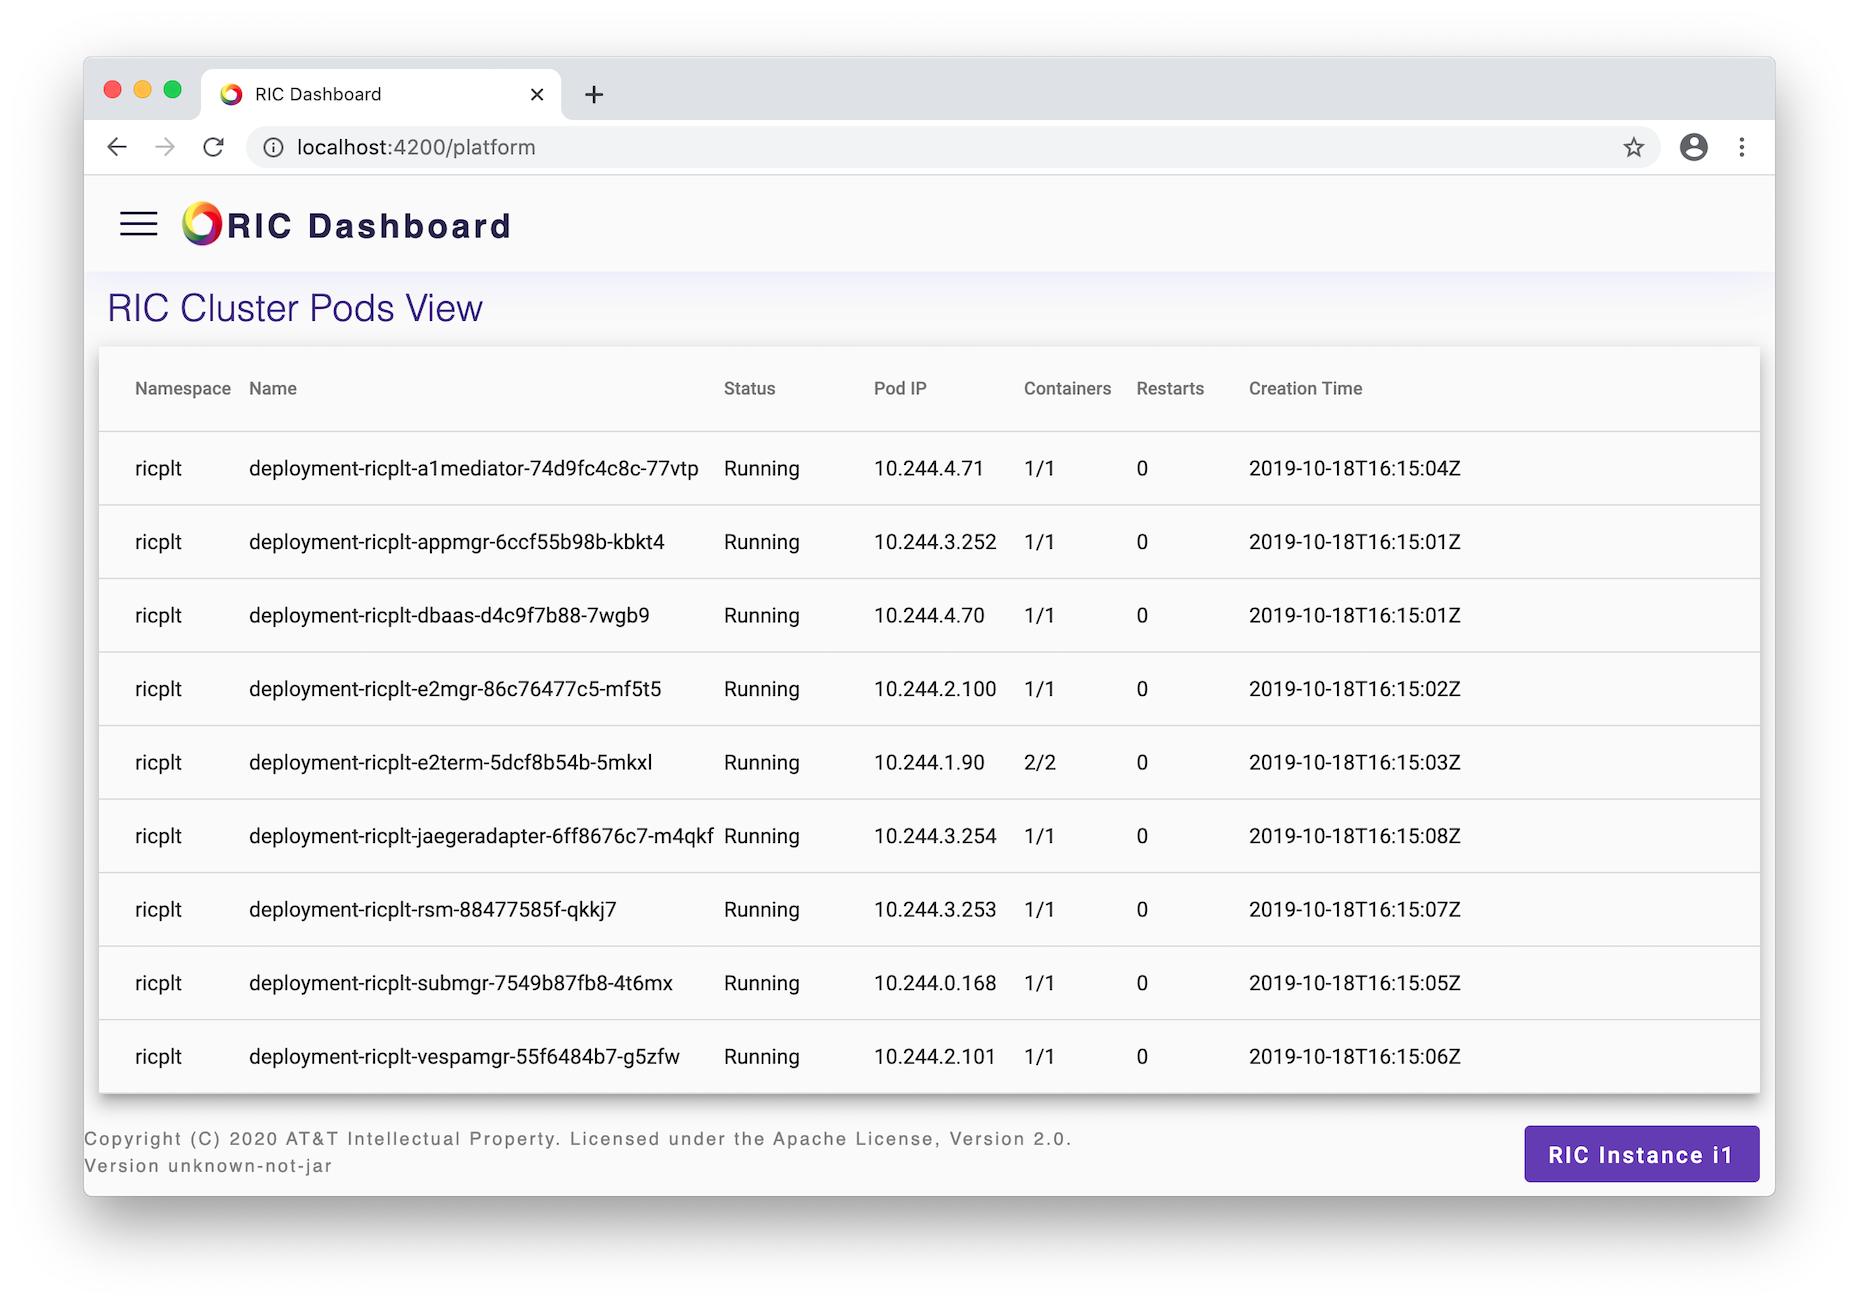 RIC Dashboard
localhost:4200/platform
RIC Dashboard
RIC Cluster Pods View
Namespace Name Status Pod IP Containers Restarts Creation Time
ricplt deployment-ricplt-a1mediator-74d9fc4c8c-77vtp Running 10.244.4.71 1/1 0 2019-10-18T16:15:04Z
ricplt deployment-ricplt-appmgr-6ccf55b98b-kbkt4 Running 10.244.3.252 1/1 0 2019-10-18T16:15:01Z
ricplt deployment-ricplt-dbaas-d4c9f7b88-7wgb9 Running 10.244.4.70 1/1 0 2019-10-18T16:15:01Z
ricplt deployment-ricplt-e2mgr-86c76477c5-mf5t5 Running 10.244.2.100 1/1 0 2019-10-18T16:15:02Z
ricplt deployment-ricplt-e2term-5dcf8b54b-5mkxl Running 10.244.1.90 2/2 0 2019-10-18T16:15:03Z
ricplt deployment-ricplt-jaegeradapter-6ff8676c7-m4qkf Running 10.244.3.254 1/1 0 2019-10-18T16:15:08Z
ricplt deployment-ricplt-rsm-88477585f-qkkj7 Running 10.244.3.253 1/1 0 2019-10-18T16:15:07Z
ricplt deployment-ricplt-submgr-7549b87fb8-4t6mx Running 10.244.0.168 1/1 0 2019-10-18T16:15:05Z
ricplt deployment-ricplt-vespamgr-55f6484b7-g5zfw Running 10.244.2.101 1/1 0 2019-10-18T16:15:06Z
Copyright (C) 2020 AT&T Intellectual Property. Licensed under the Apache License, Version 2.0.
Version unknown-not-jar
RIC Instance i1